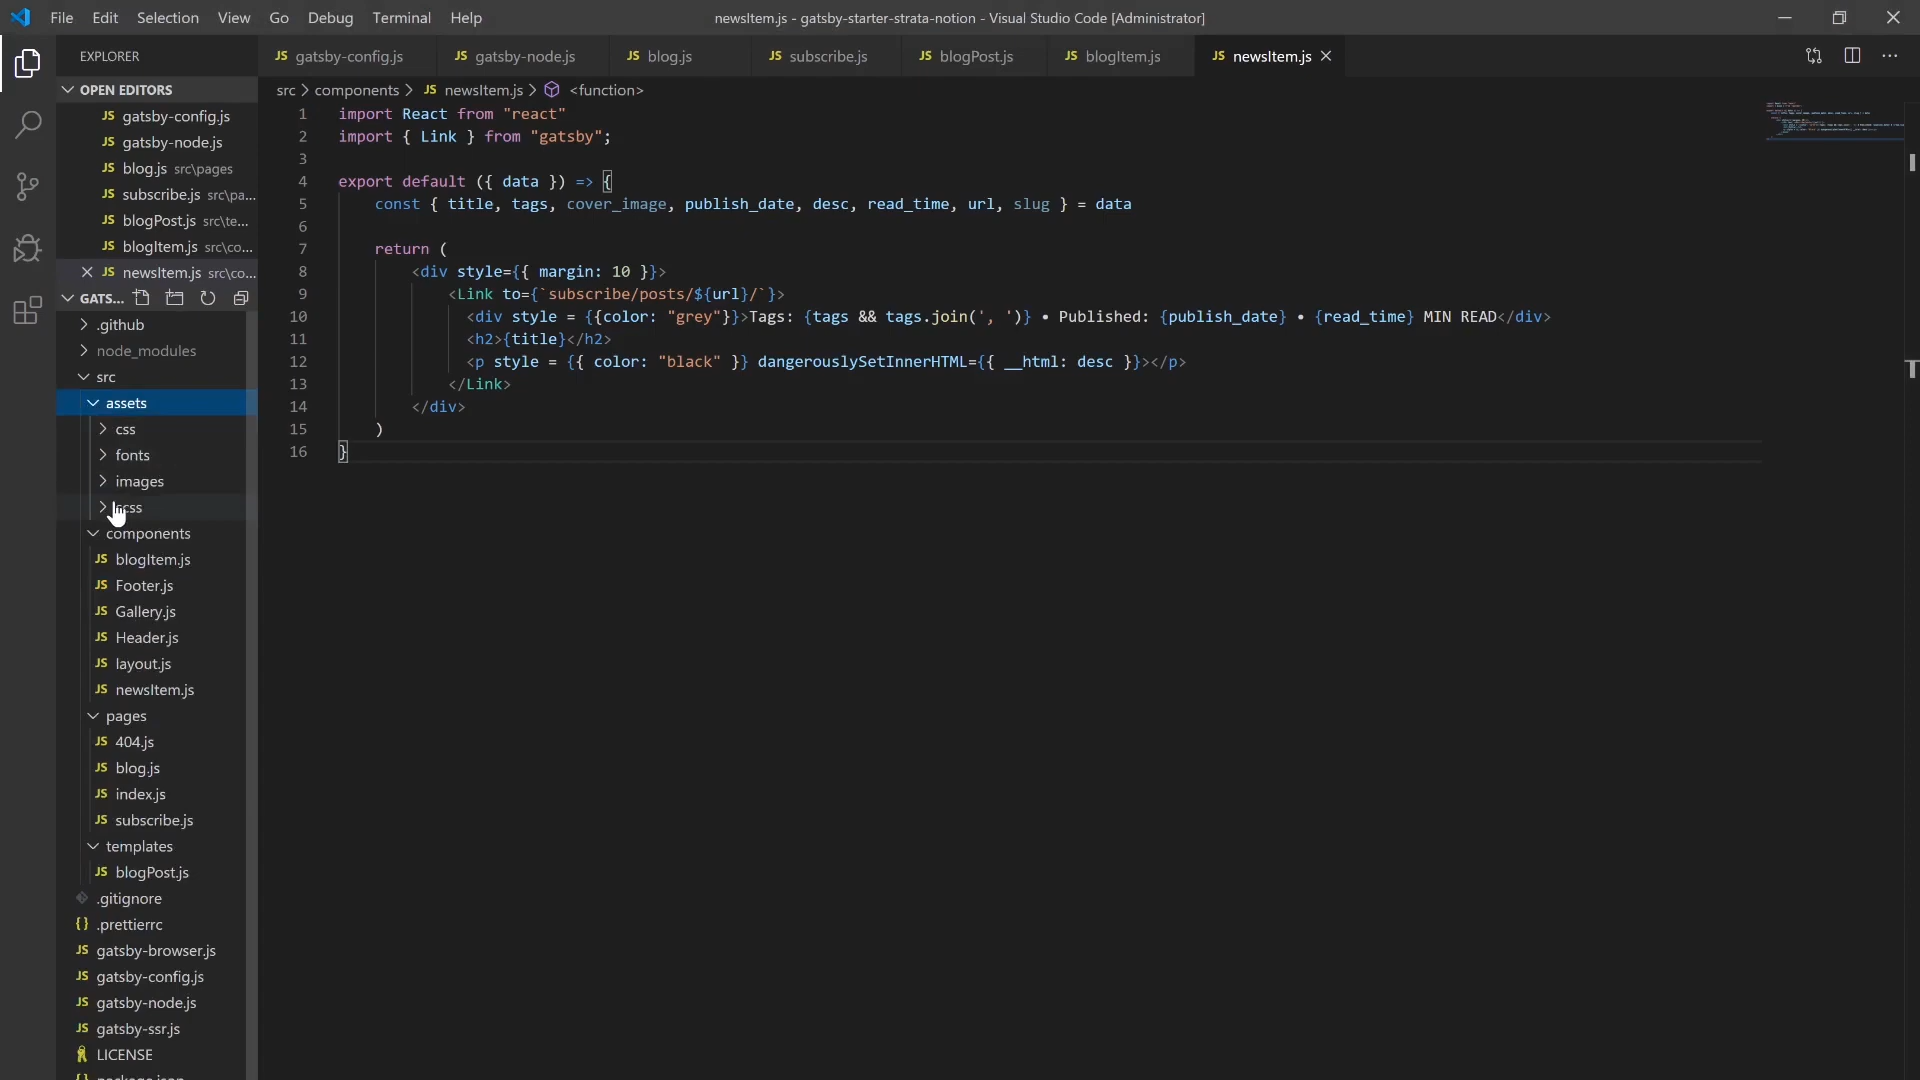 File Edit Selection View Go Debug Terminal Help
newsItem.js - gatsby-starter-strata-notion - Visual Studio Code [Administrator]
EXPLORER
JS gatsby-config.js JS gatsby-node.js JS blog.js JS subscribe.js JS blogPost.js JS blogItem.js JS newsItem.js
OPEN EDITORS
JS gatsby-config.js
JS gatsby-node.js
JS blog.js src\pages
JS subscribe.js src\pa...
JS blogPost.js src\te...
JS blogItem.js src\co...
JS newsItem.js src\co...
GATS...
.github
node_modules
src
assets
css
fonts
images
components
JS blogItem.js
JS Footer.js
JS Gallery.js
JS Header.js
JS layout.js
JS newsItem.js
pages
JS 404.js
JS blog.js
JS index.js
JS subscribe.js
templates
JS blogPost.js
.gitignore
{} .prettierrc
JS gatsby-browser.js
JS gatsby-config.js
JS gatsby-node.js
JS gatsby-ssr.js
LICENSE
src > components > JS newsItem.js > <function>
1 import React from "react"
2 import { Link } from "gatsby";
3
4 export default ({ data }) => {
5 const { title, tags, cover_image, publish_date, desc, read_time, url, slug } = data
6
7 return (
8 <div style={{ margin: 10 }}>
9 <Link to={`subscribe/posts/${url}/`}>
10 <div style = {{color: "grey"}}>Tags: {tags && tags.join(', ')} • Published: {publish_date} • {read_time} MIN READ</div>
11 <h2>{title}</h2>
12 <p style = {{ color: "black" }} dangerouslySetInnerHTML={{ __html: desc }}></p>
13 </Link>
14 </div>
15 )
16 }